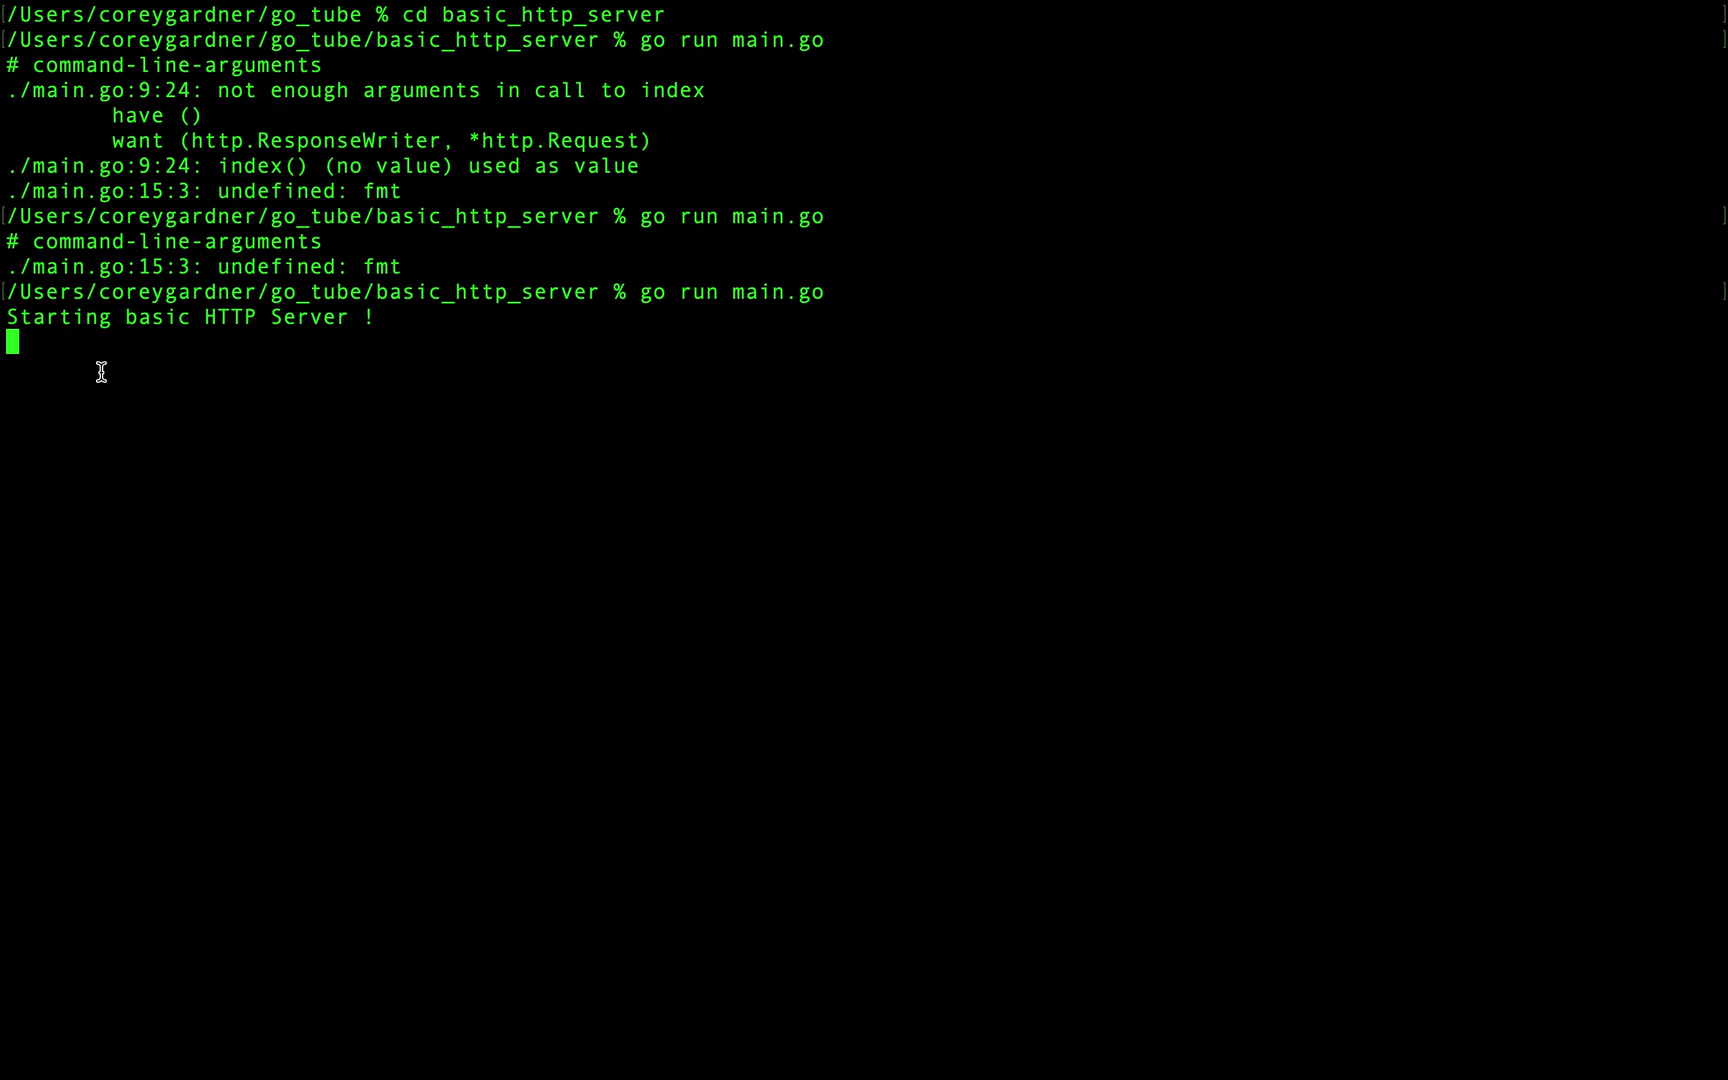 /Users/coreygardner/go_tube % cd basic_http_server
/Users/coreygardner/go_tube/basic_http_server % go run main.go
# command-line-arguments
./main.go:9:24: not enough arguments in call to index
        have ()
        want (http.ResponseWriter, *http.Request)
./main.go:9:24: index() (no value) used as value
./main.go:15:3: undefined: fmt
/Users/coreygardner/go_tube/basic_http_server % go run main.go
# command-line-arguments
./main.go:15:3: undefined: fmt
/Users/coreygardner/go_tube/basic_http_server % go run main.go
Starting basic HTTP Server !